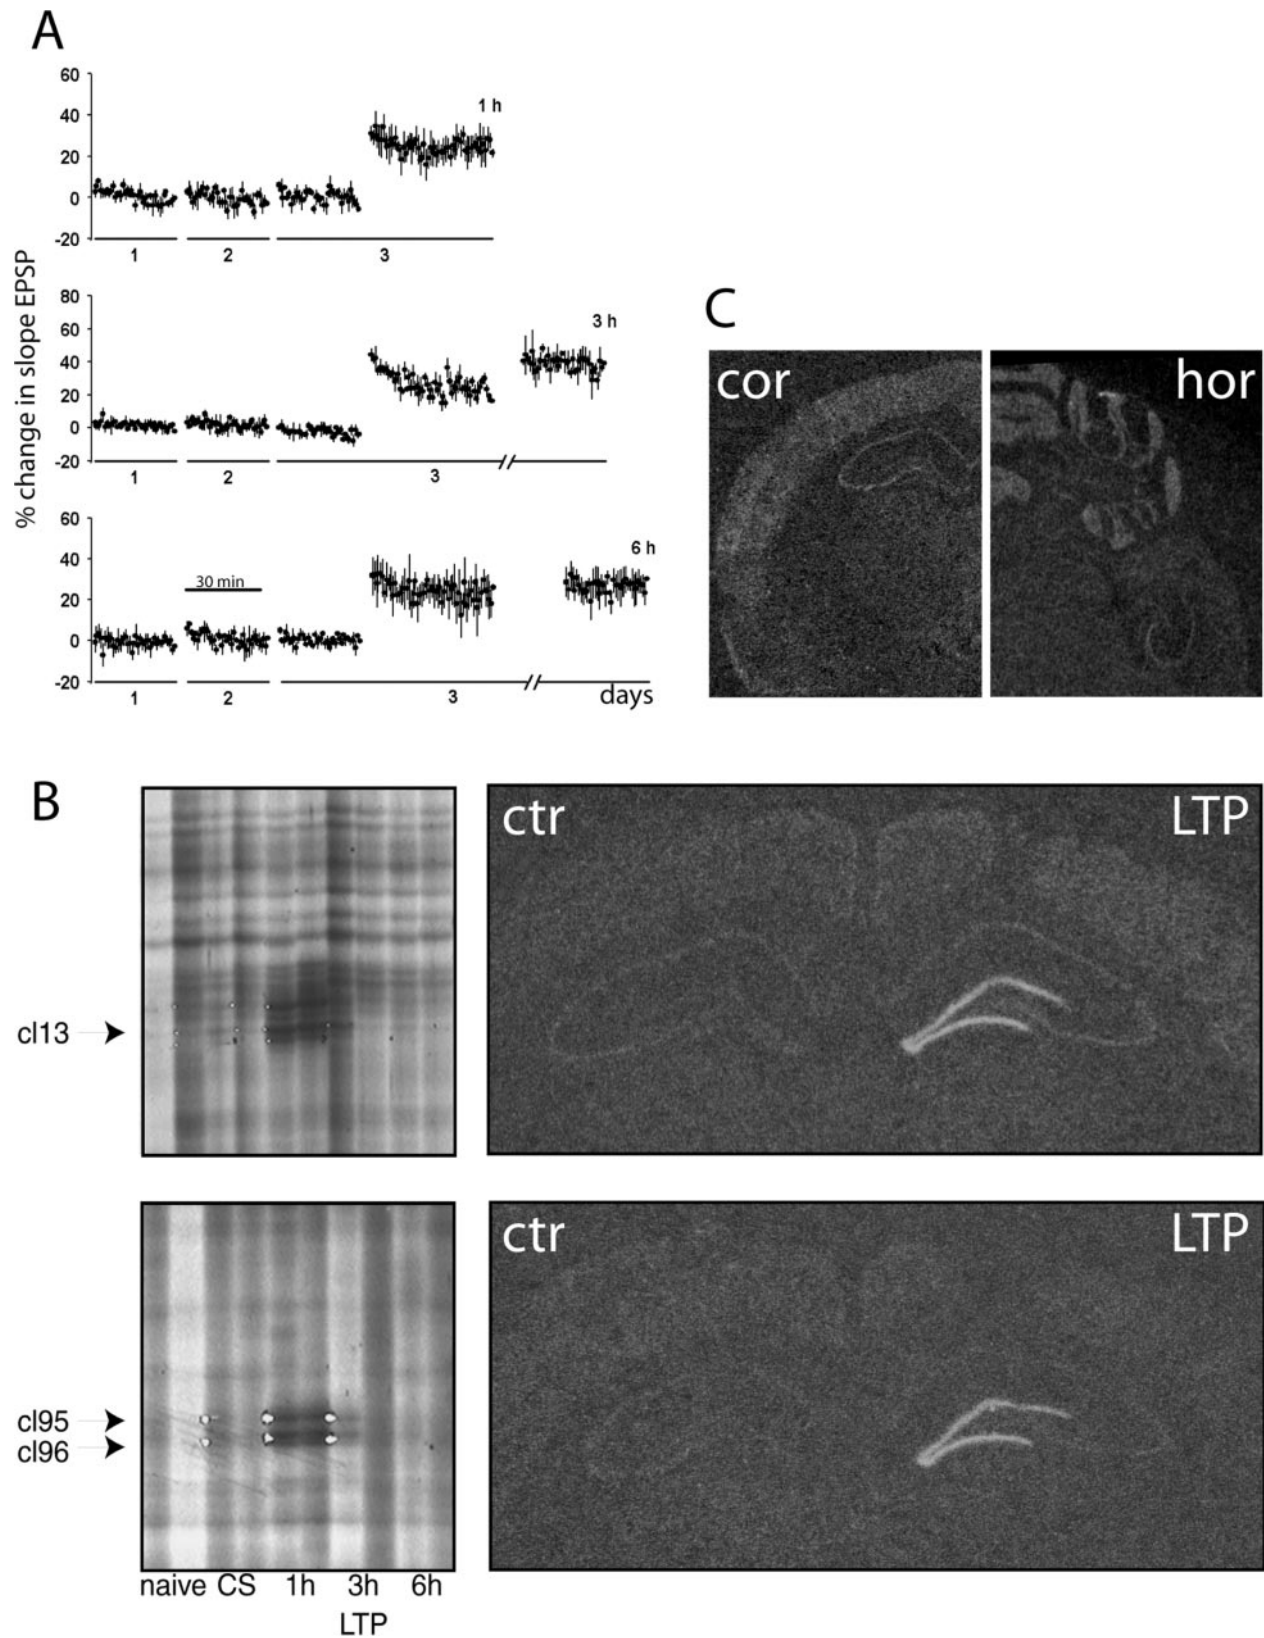 A
60
40
20
0
-20
1 h
1 2 3
80
60
40
20
0
-20
3 h
1 2 3
60
40
20
0
-20
30 min
6 h
1 2 3 days
% change in slope EPSP
C
cor hor
B
cl13
ctr LTP
cl95
cl96
ctr LTP
naive CS 1h 3h 6h
LTP